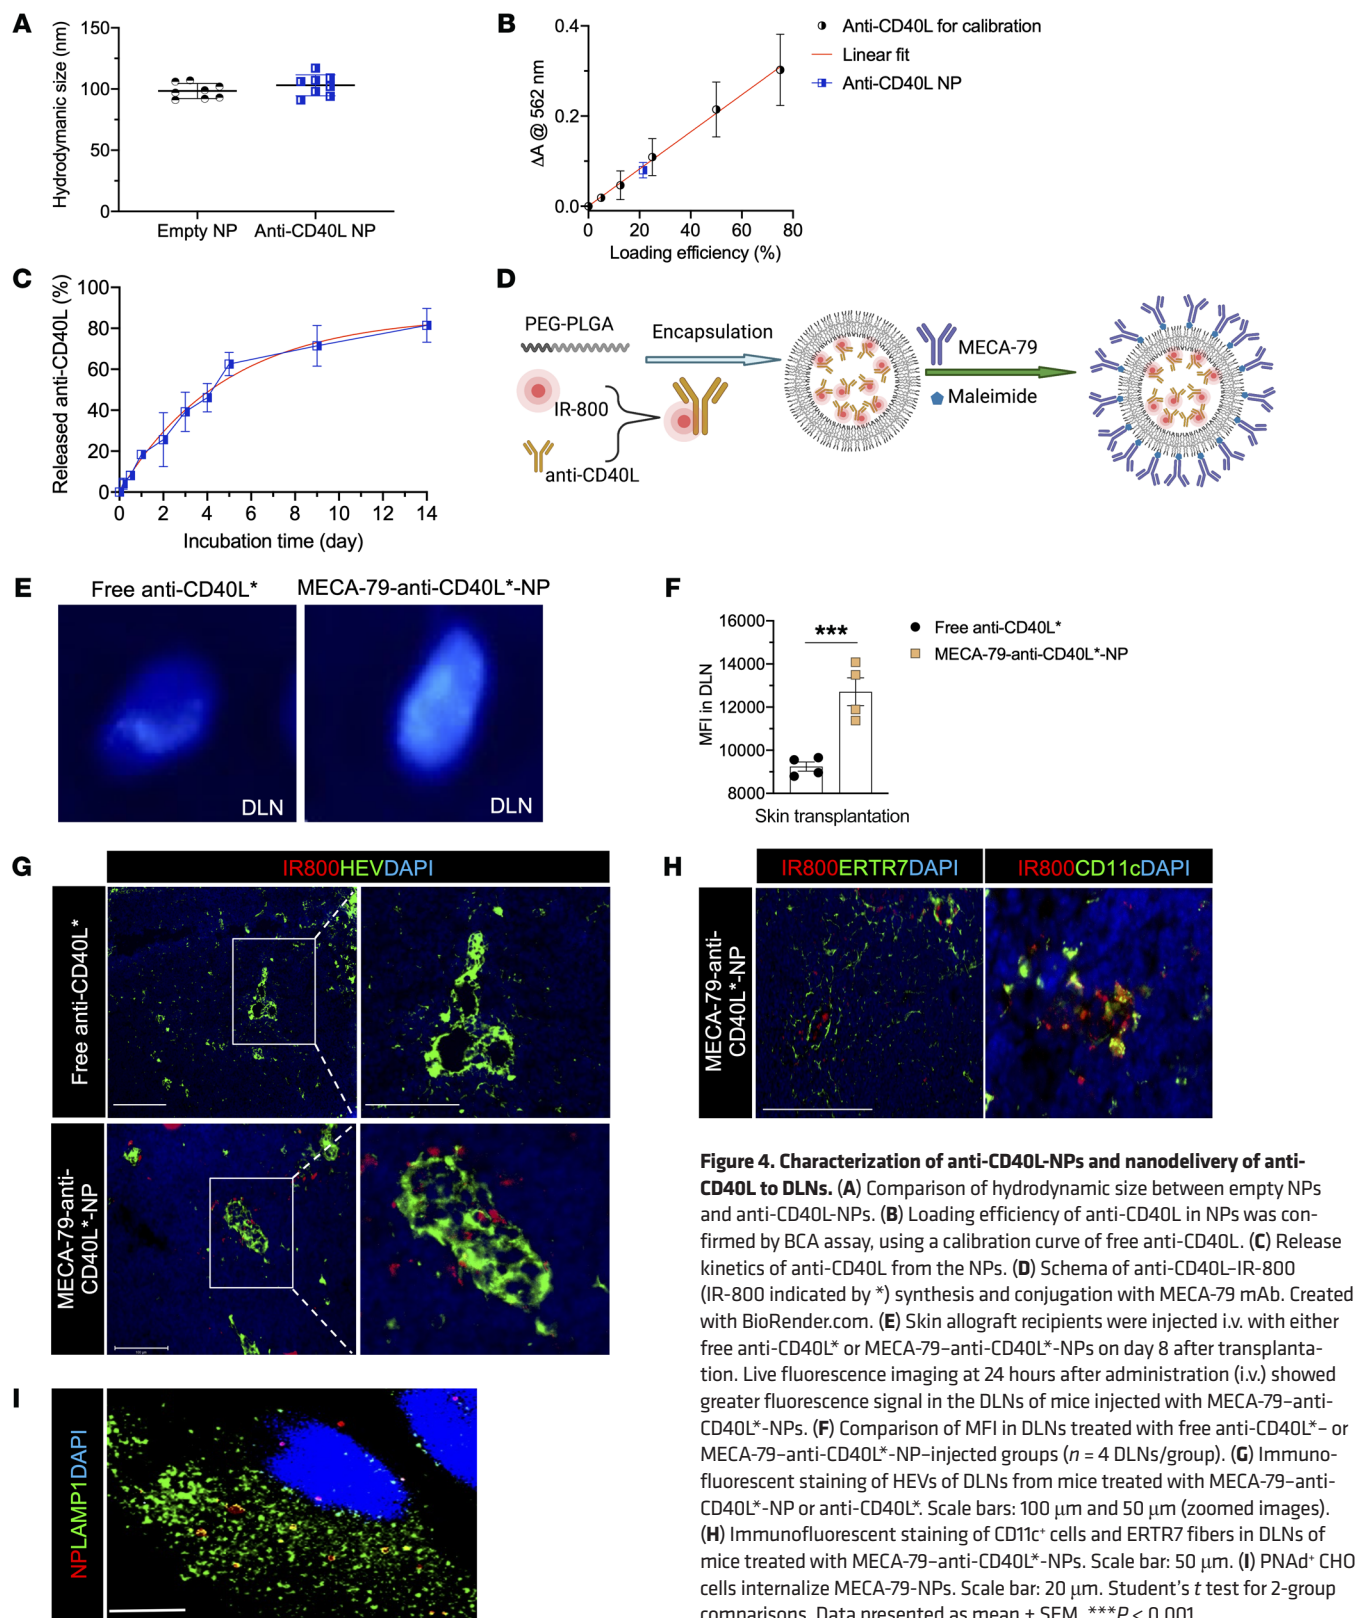 A
Hydrodymanic size (nm)
150
100
50
0
Empty NP
Anti-CD40L NP
B
ΔA @ 562 nm
0.4
0.2
0.0
0
20
40
60
80
Loading efficiency (%)
Anti-CD40L for calibration
Linear fit
Anti-CD40L NP
C
Released anti-CD40L (%)
100
80
60
40
20
0
0
2
4
6
8
10
12
14
Incubation time (day)
D
PEG-PLGA
IR-800
anti-CD40L
Encapsulation
MECA-79
Maleimide
E
Free anti-CD40L*
MECA-79-anti-CD40L*-NP
DLN
DLN
F
MFI in DLN
16000
14000
12000
10000
8000
***
Skin transplantation
Free anti-CD40L*
MECA-79-anti-CD40L*-NP
G
IR800HEVDAPI
Free anti-CD40L*
MECA-79-anti-
CD40L*-NP
H
IR800ERTR7DAPI
IR800CD11cDAPI
MECA-79-anti-
CD40L*-NP
I
NPLAMP1DAPI
Figure 4. Characterization of anti-CD40L-NPs and nanodelivery of anti-
CD40L to DLNs. (A) Comparison of hydrodynamic size between empty NPs
and anti-CD40L-NPs. (B) Loading efficiency of anti-CD40L in NPs was con-
firmed by BCA assay, using a calibration curve of free anti-CD40L. (C) Release
kinetics of anti-CD40L from the NPs. (D) Schema of anti-CD40L–IR-800
(IR-800 indicated by *) synthesis and conjugation with MECA-79 mAb. Created
with BioRender.com. (E) Skin allograft recipients were injected i.v. with either
free anti-CD40L* or MECA-79–anti-CD40L*-NPs on day 8 after transplanta-
tion. Live fluorescence imaging at 24 hours after administration (i.v.) showed
greater fluorescence signal in the DLNs of mice injected with MECA-79–anti-
CD40L*-NPs. (F) Comparison of MFI in DLNs treated with free anti-CD40L*– or
MECA-79–anti-CD40L*-NP–injected groups (n = 4 DLNs/group). (G) Immuno-
fluorescent staining of HEVs of DLNs from mice treated with MECA-79–anti-
CD40L*-NP or anti-CD40L*. Scale bars: 100 μm and 50 μm (zoomed images).
(H) Immunofluorescent staining of CD11c⁺ cells and ERTR7 fibers in DLNs of
mice treated with MECA-79–anti-CD40L*-NPs. Scale bar: 50 μm. (I) PNAd⁺ CHO
cells internalize MECA-79-NPs. Scale bar: 20 μm. Student's t test for 2-group
comparisons. Data presented as mean ± SEM. ***P < 0.001.